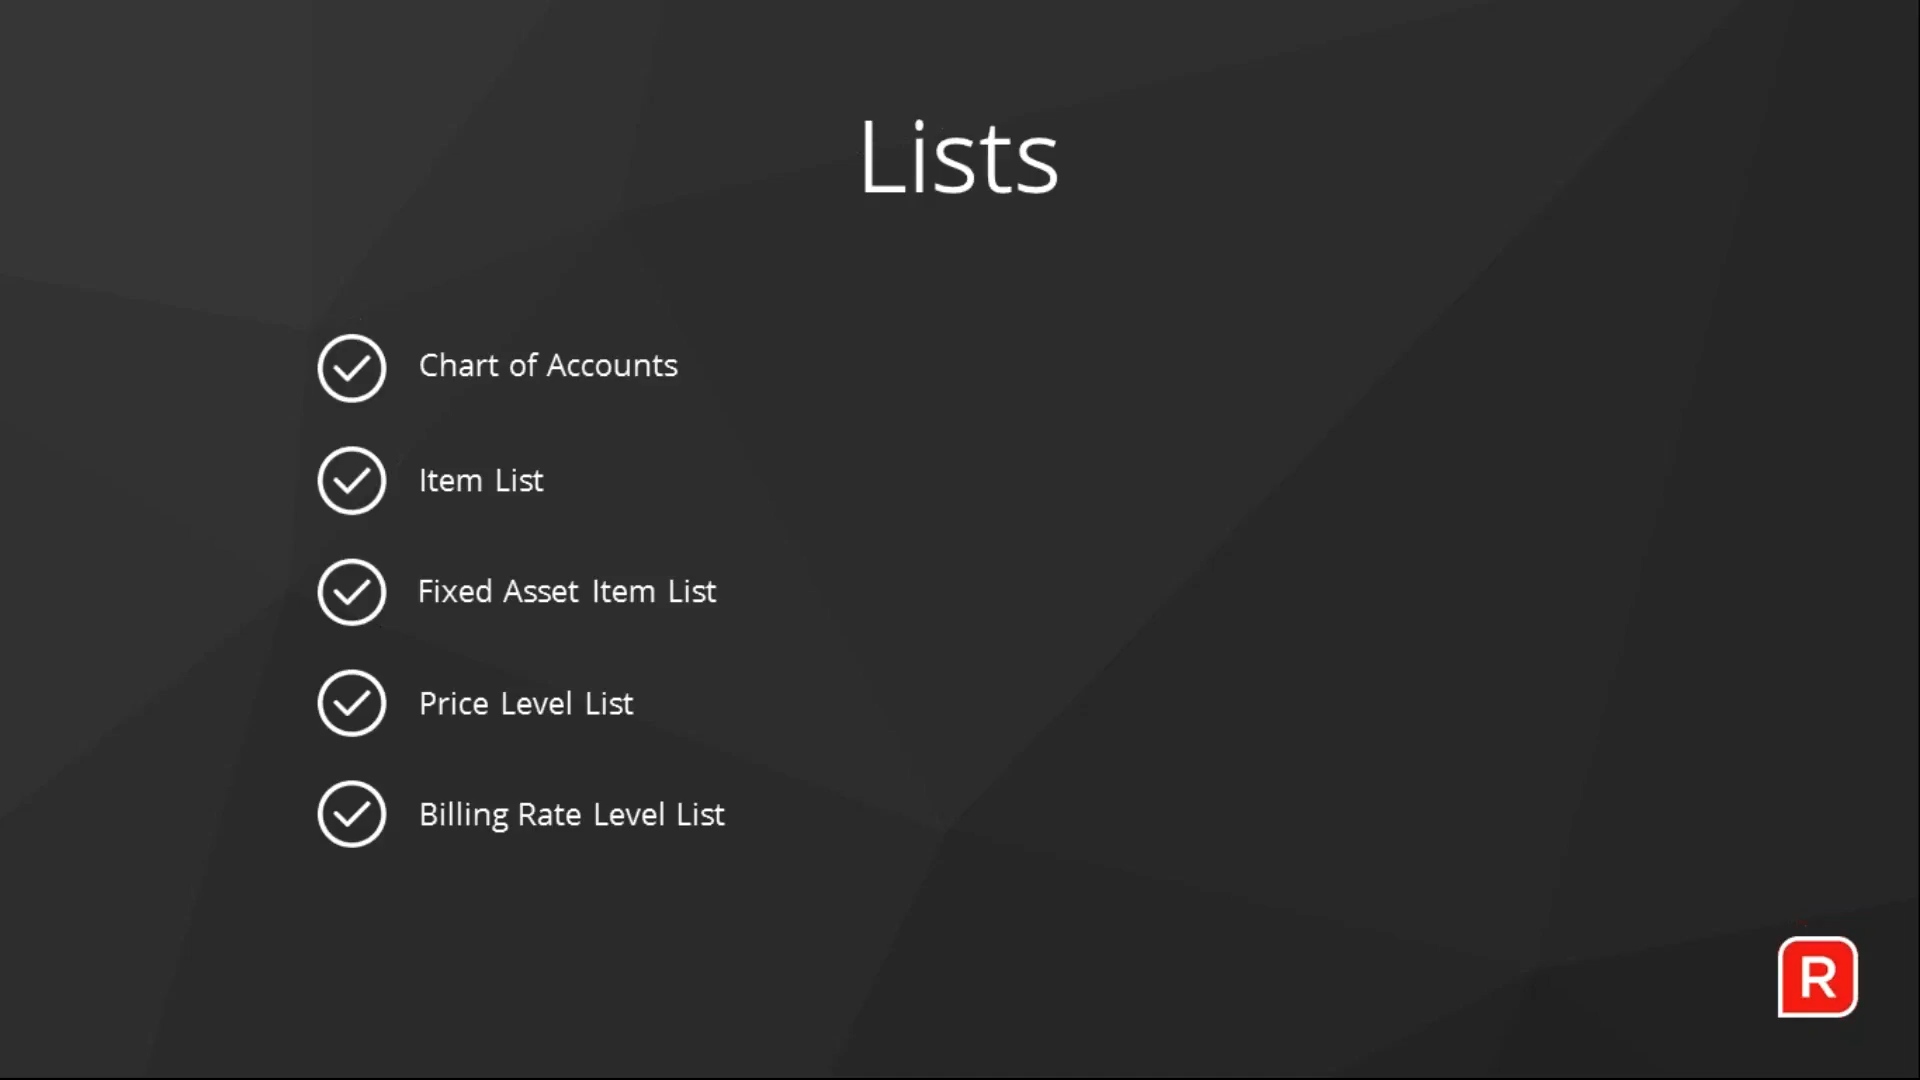 Lists
Chart of Accounts
Item List
Fixed Asset Item List
Price Level List
Billing Rate Level List
R